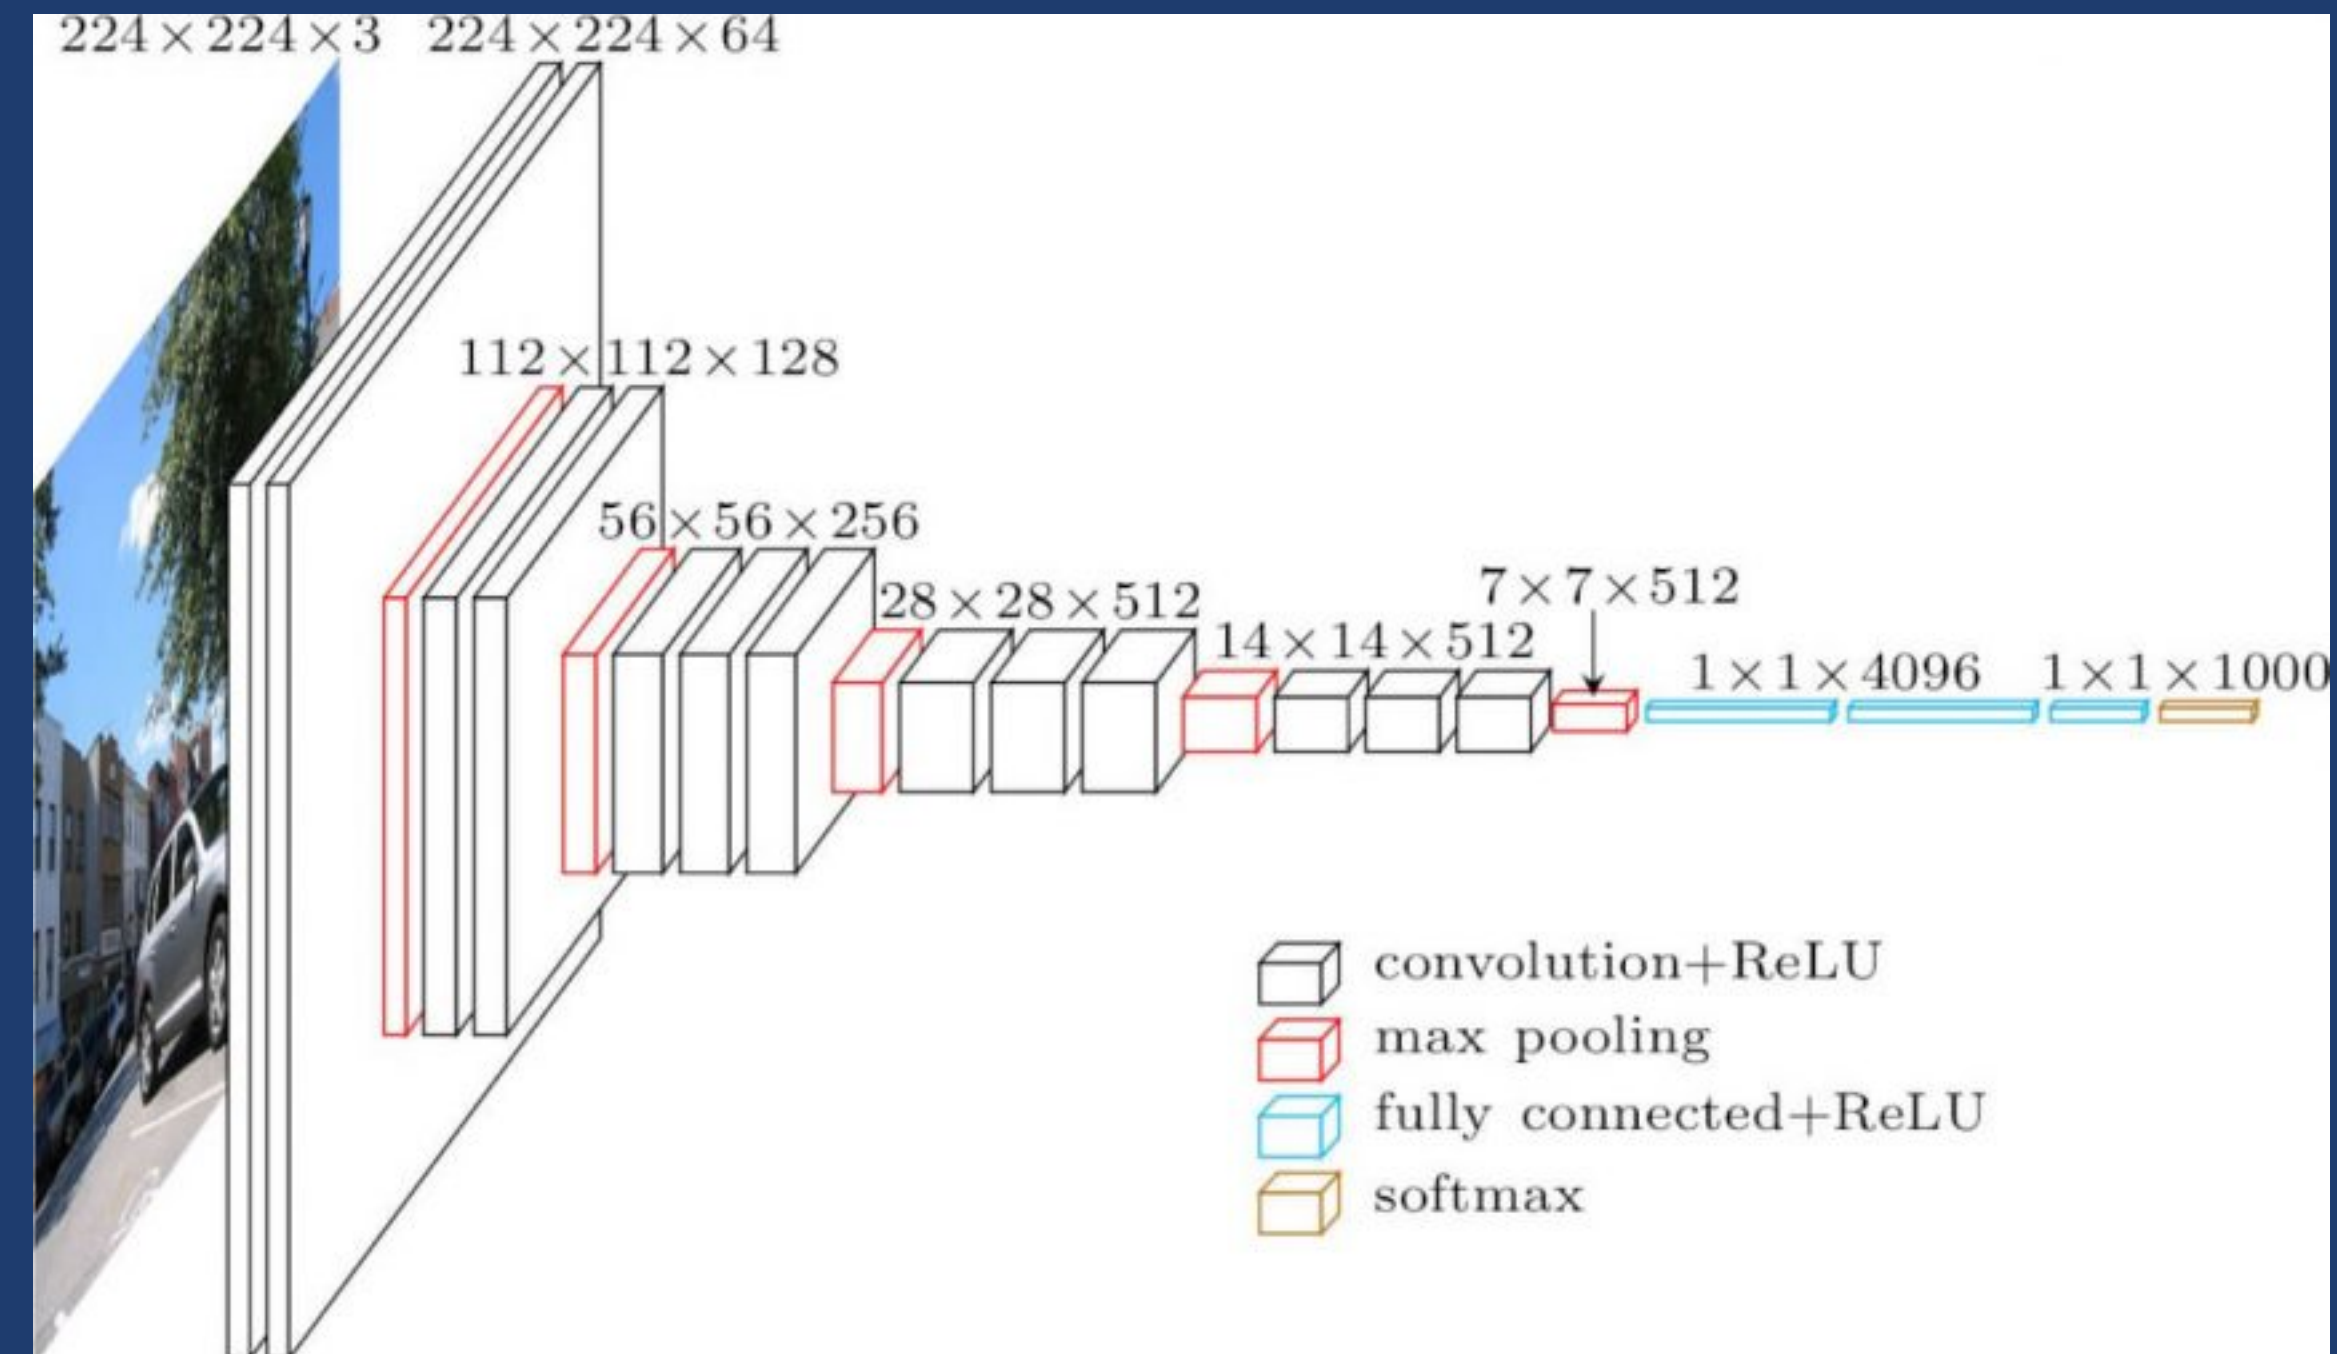 224×224×3 224×224×64
112×112×128
56×56×256
28×28×512
14×14×512
7×7×512
1×1×4096 1×1×1000
convolution+ReLU
max pooling
fully connected+ReLU
softmax